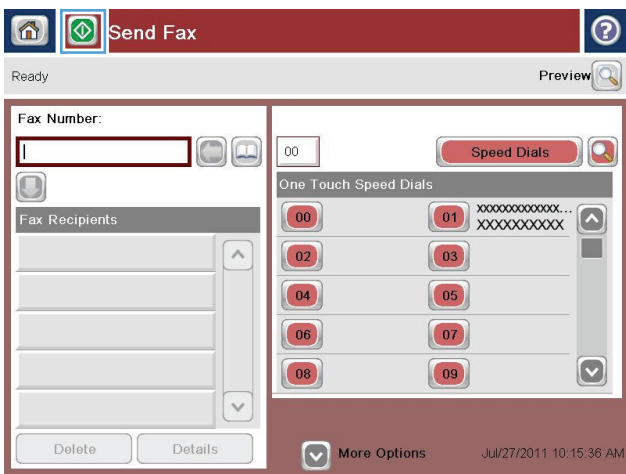 Send Fax
?
Ready
Preview
Fax Number:
00
Speed Dials
One Touch Speed Dials
Fax Recipients
00
01 XXXXXXXXXXXX...
XXXXXXXXXX
02
03
04
05
06
07
08
09
Delete
Details
More Options
Jul/27/2011 10:15:36 AM